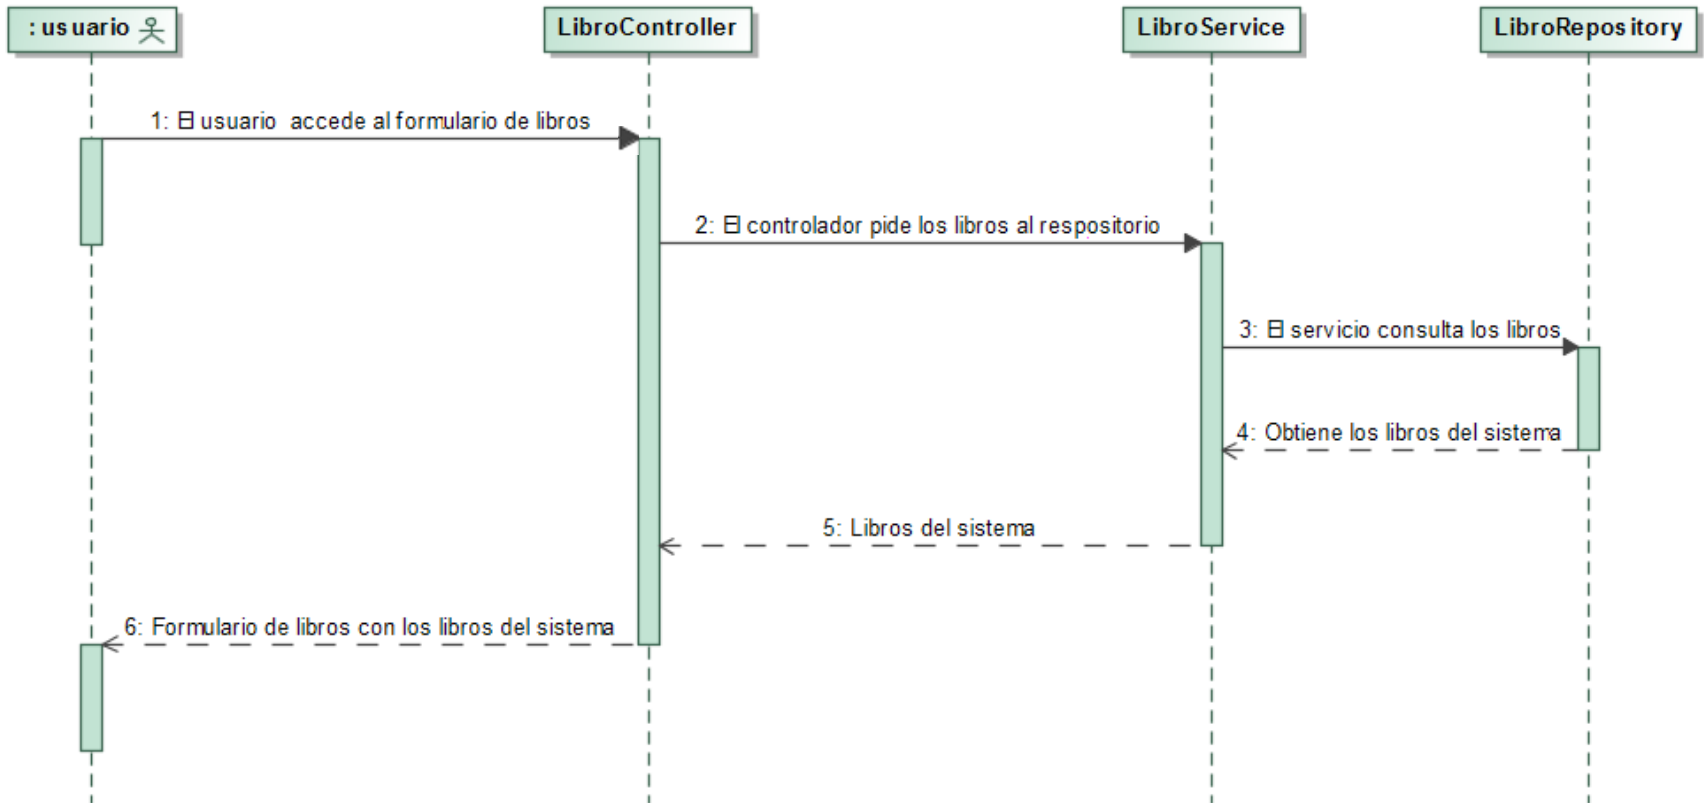 : usuario
LibroController
LibroService
LibroRepository
1: El usuario accede al formulario de libros
2: El controlador pide los libros al respositorio
3: El servicio consulta los libros
4: Obtiene los libros del sistema
5: Libros del sistema
6: Formulario de libros con los libros del sistema